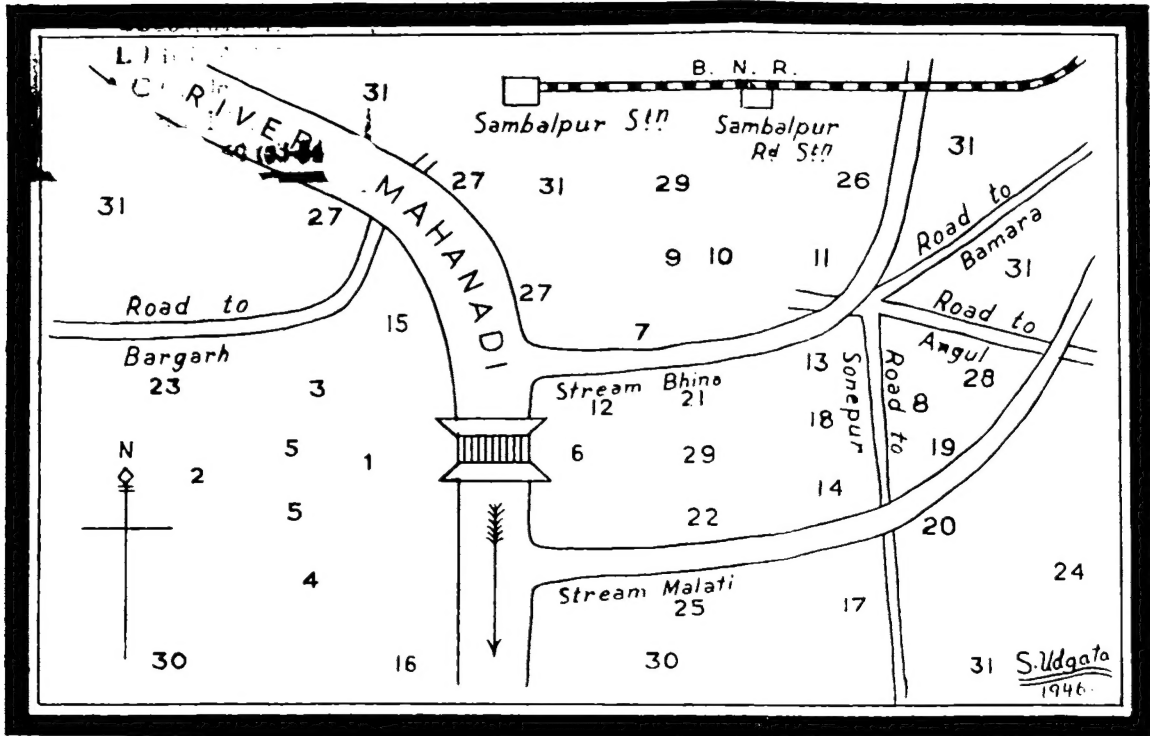 RIVER MAHANADI
B. N. R.
Sambalpur Stn
Sambalpur
Rd Stn
31
27 31 29 26 31
31 27
Road to
Bamara
9 10 11 31
27
Road to
Bargarh
15 7
Road to
Angul
23 3
Stream Bhina
12 21
13
Sonepur
Road to
28
8
18
N
5 1 6 29 19
2
14
5 22 20
4
Stream Malati
25
17 24
30 16 30 31
S. Udgata
1946.